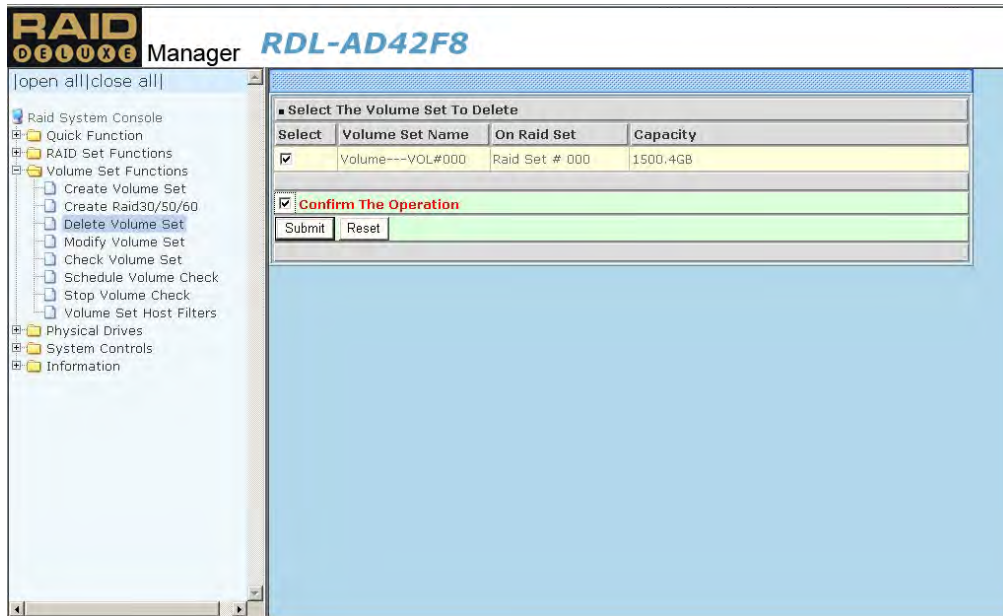 RAID
DELUXE Manager RDL-AD42F8
|open all|close all|
Raid System Console
Quick Function
RAID Set Functions
Volume Set Functions
Create Volume Set
Create Raid30/50/60
Delete Volume Set
Modify Volume Set
Check Volume Set
Schedule Volume Check
Stop Volume Check
Volume Set Host Filters
Physical Drives
System Controls
Information
Select The Volume Set To Delete
Select Volume Set Name On Raid Set Capacity
Volume---VOL#000 Raid Set # 000 1500.4GB
Confirm The Operation
Submit Reset